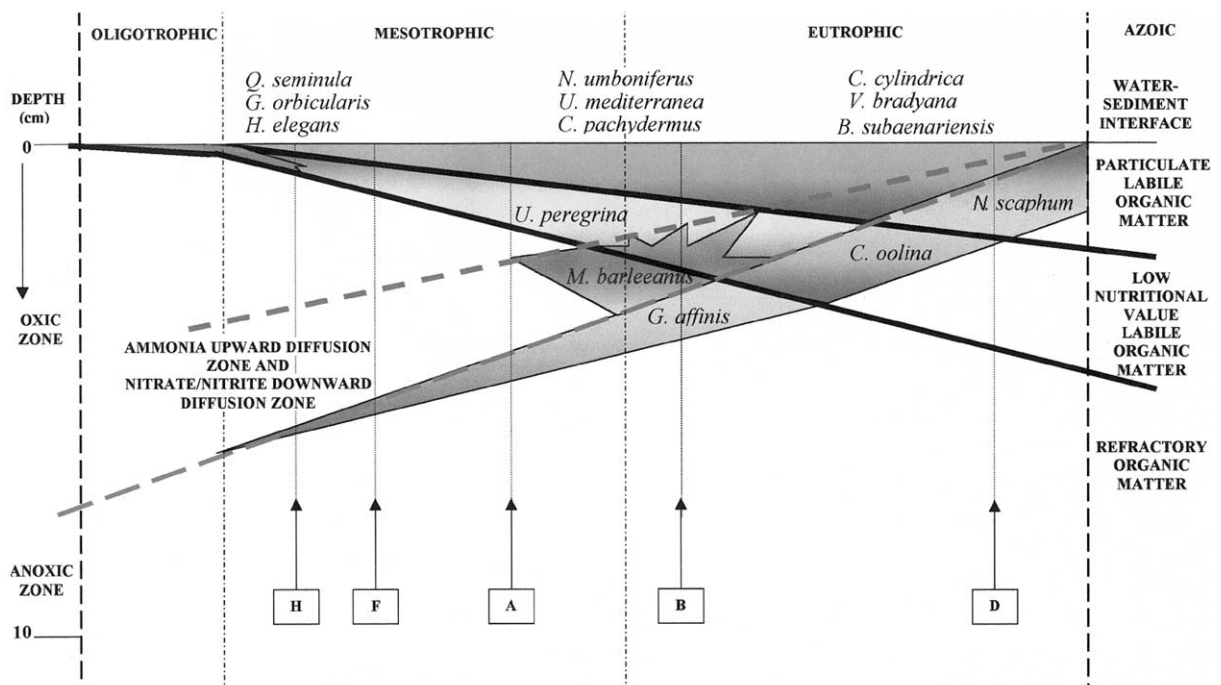 OLIGOTROPHIC
MESOTROPHIC
EUTROPHIC
AZOIC
Q. seminula
G. orbicularis
H. elegans
N. umboniferus
U. mediterranea
C. pachydermus
C. cylindrica
V. bradyana
B. subaenariensis
WATER-
SEDIMENT
INTERFACE
DEPTH
(cm)
0
OXIC
ZONE
ANOXIC
ZONE
10
U. peregrina
M. barleeanus
G. affinis
C. oolina
N. scaphum
AMMONIA UPWARD DIFFUSION
ZONE AND
NITRATE/NITRITE DOWNWARD
DIFFUSION ZONE
PARTICULATE
LABILE
ORGANIC
MATTER
LOW
NUTRITIONAL
VALUE
LABILE
ORGANIC
MATTER
REFRACTORY
ORGANIC
MATTER
H
F
A
B
D